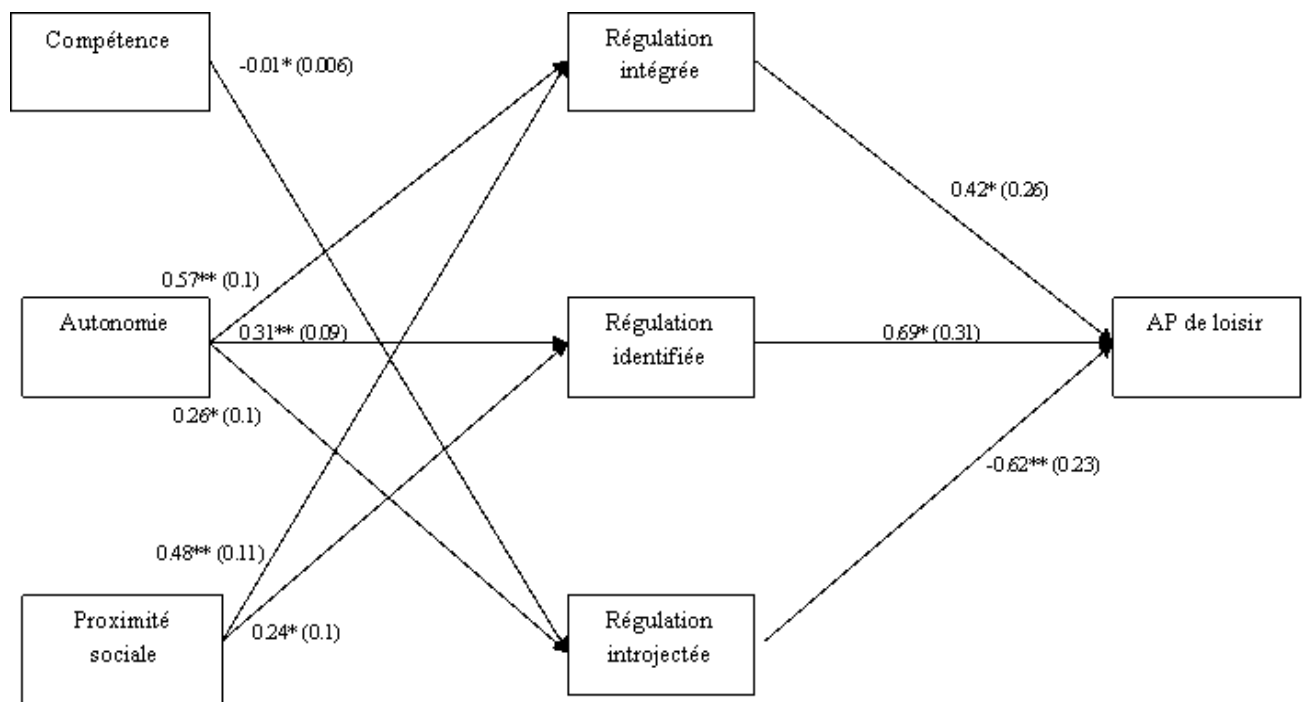 Compétence
Régulation
intégrée
-0.01* (0.006)
0.42* (0.26)
0.57** (0.1)
Autonomie
0.31** (0.09)
Régulation
identifiée
0.69* (0.31)
AP de loisir
0.26* (0.1)
-0.62** (0.23)
0.48** (0.11)
Proximité
sociale
0.24* (0.1)
Régulation
introjectée